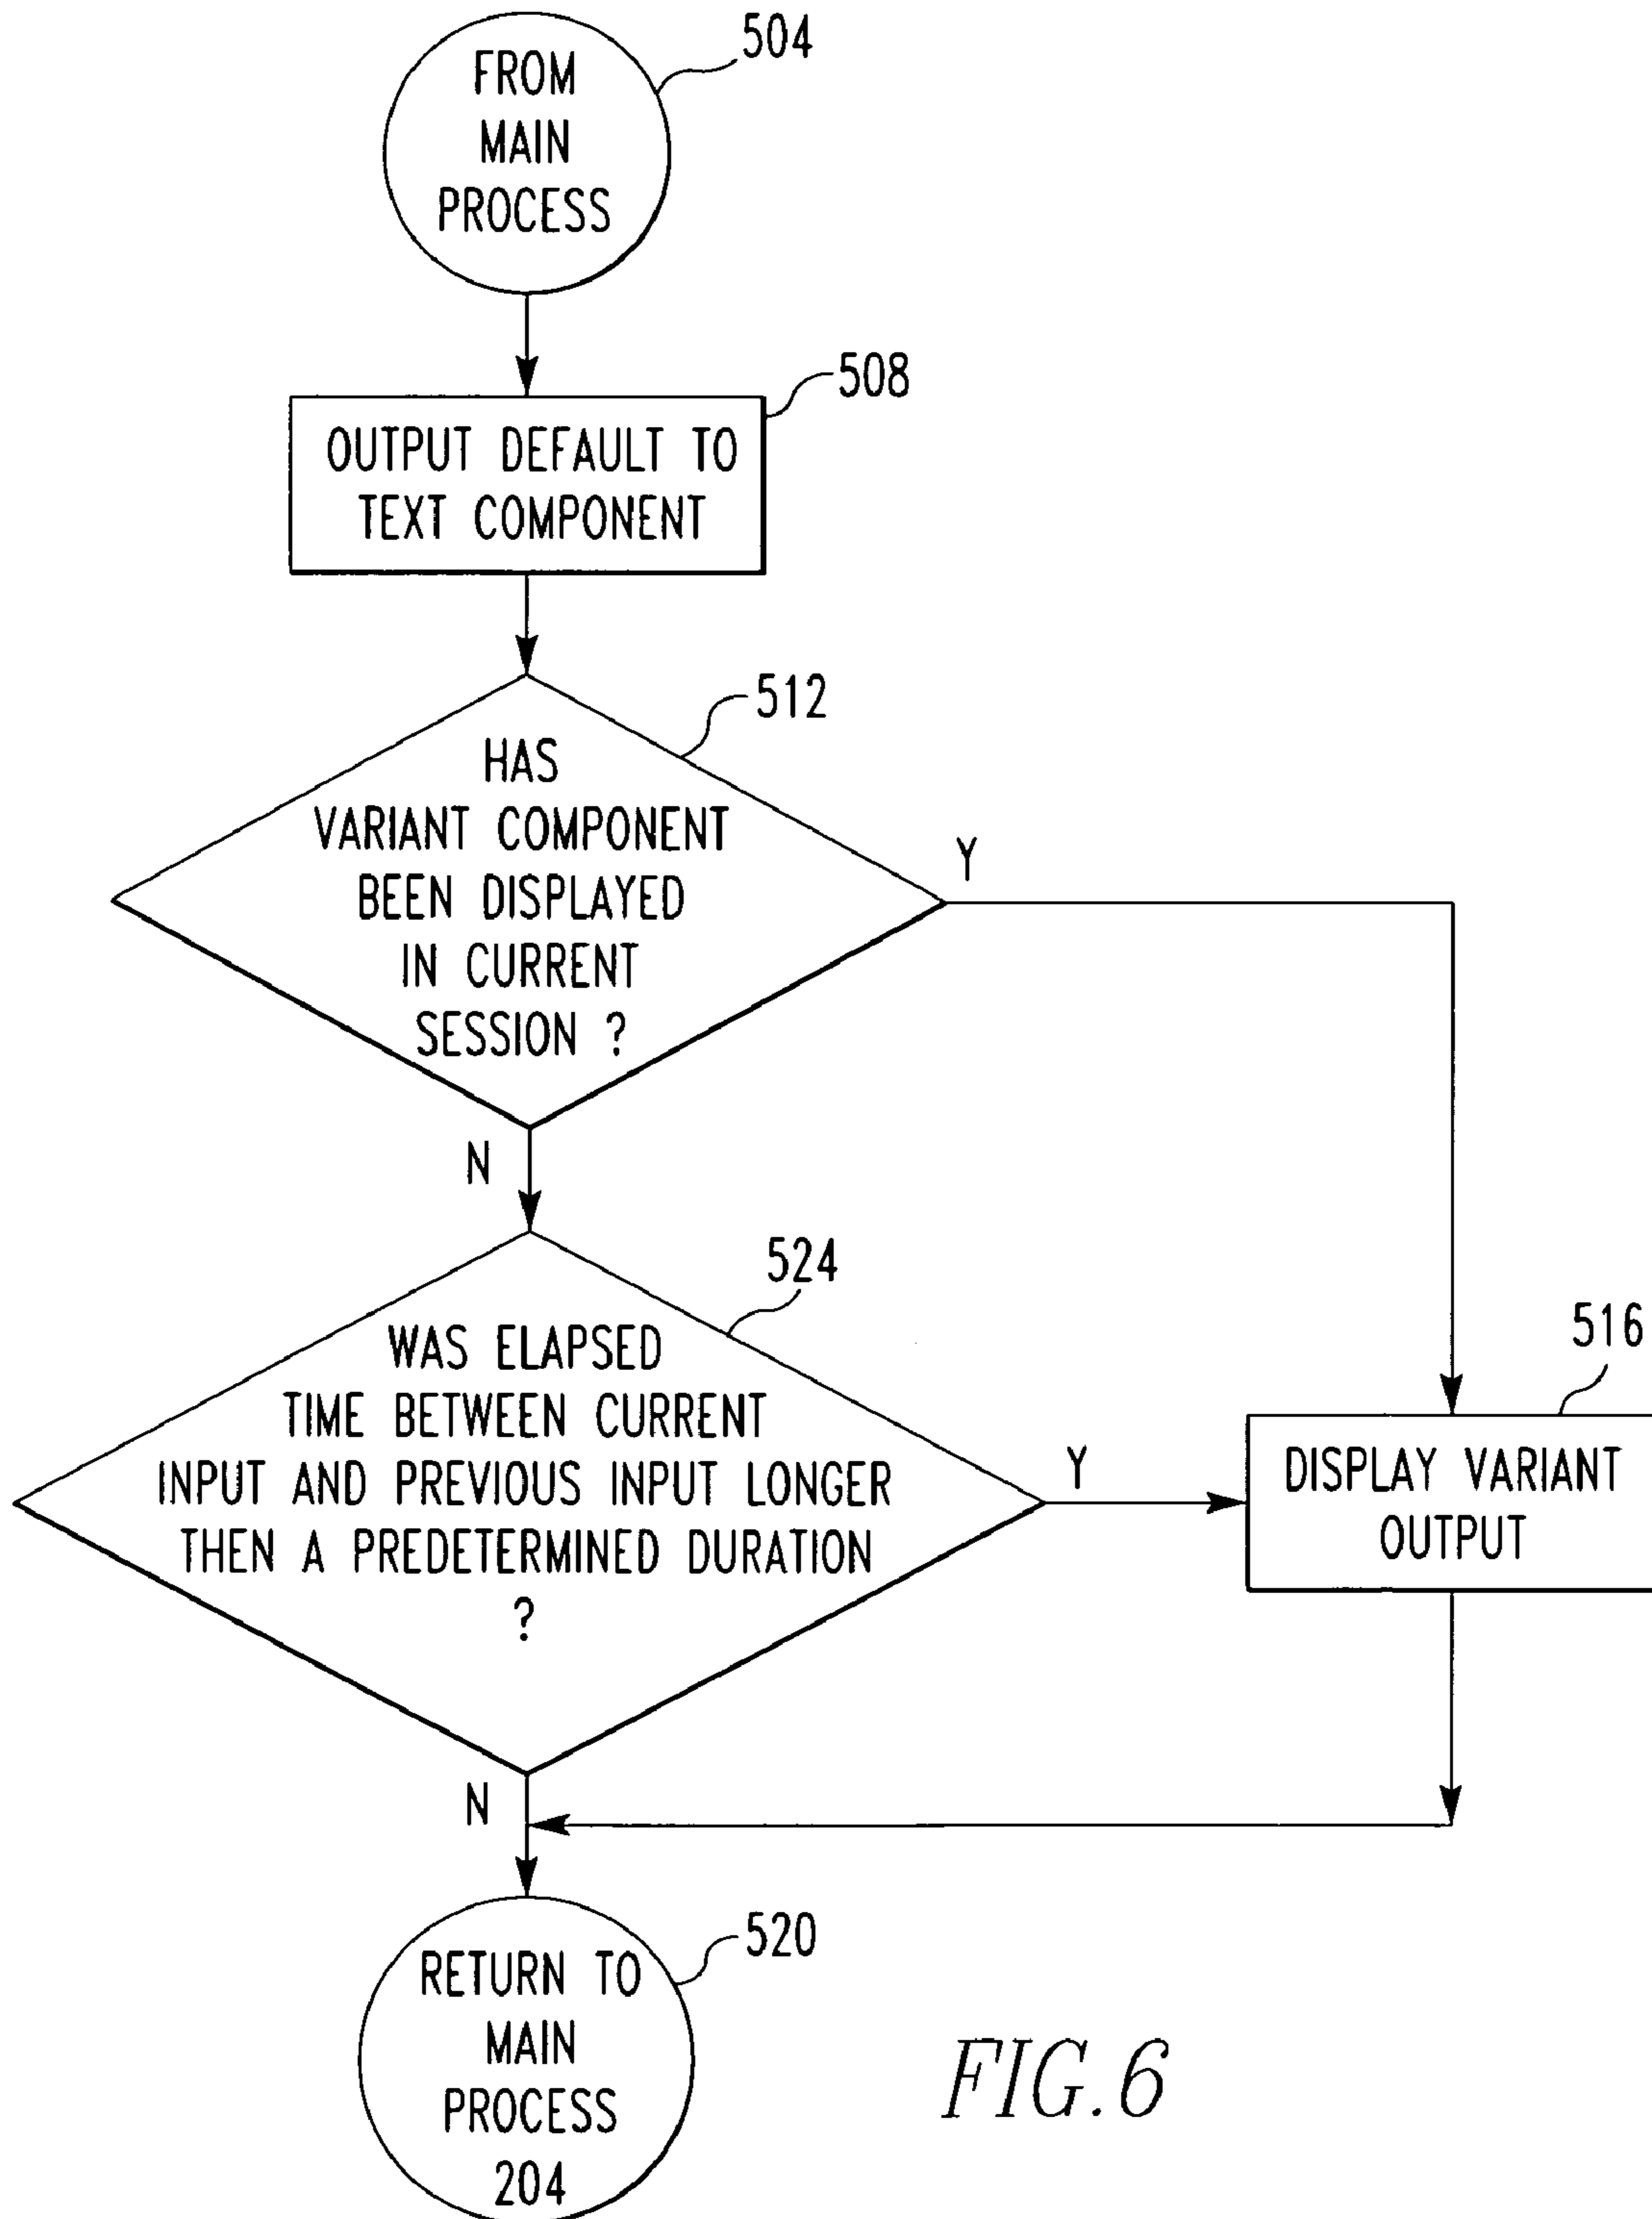 504
FROM
MAIN
PROCESS
508
OUTPUT DEFAULT TO
TEXT COMPONENT
512
HAS
VARIANT COMPONENT
BEEN DISPLAYED
IN CURRENT
SESSION ?
Y
N
524
WAS ELAPSED
TIME BETWEEN CURRENT
INPUT AND PREVIOUS INPUT LONGER
THEN A PREDETERMINED DURATION
?
Y
516
DISPLAY VARIANT
OUTPUT
N
520
RETURN TO
MAIN
PROCESS
204
FIG.6